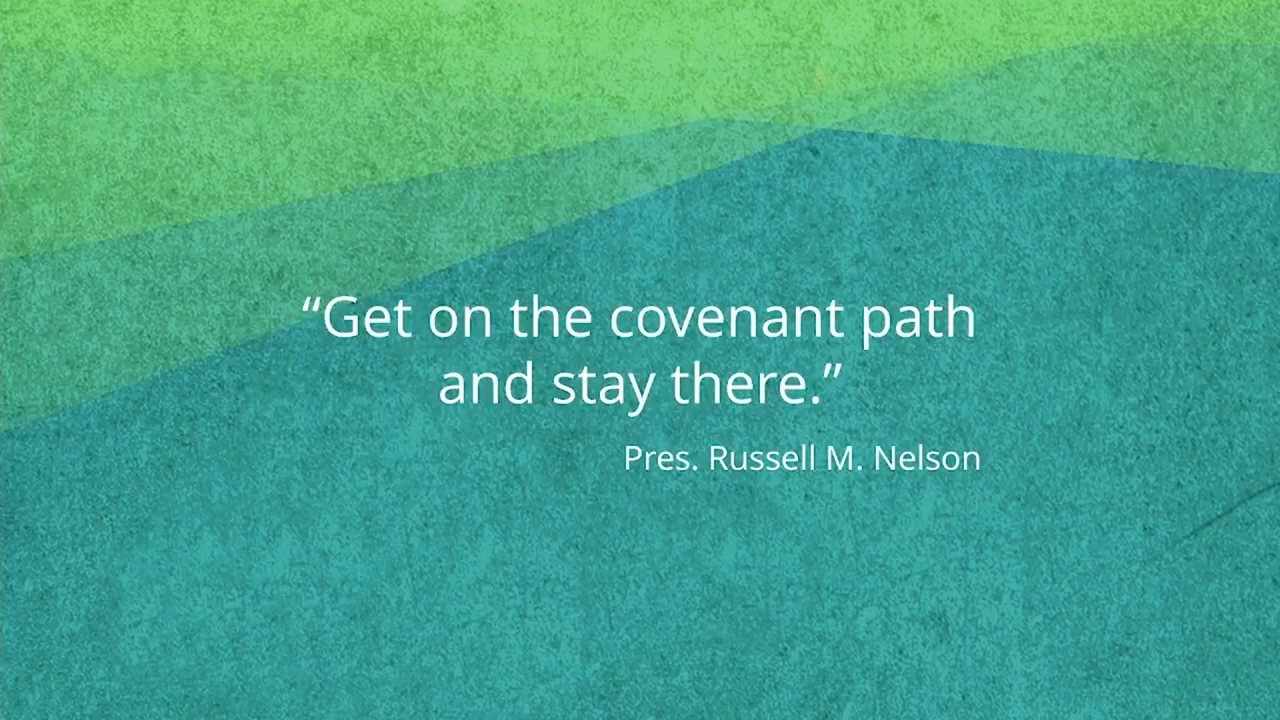 “Get on the covenant path
and stay there.”
Pres. Russell M. Nelson